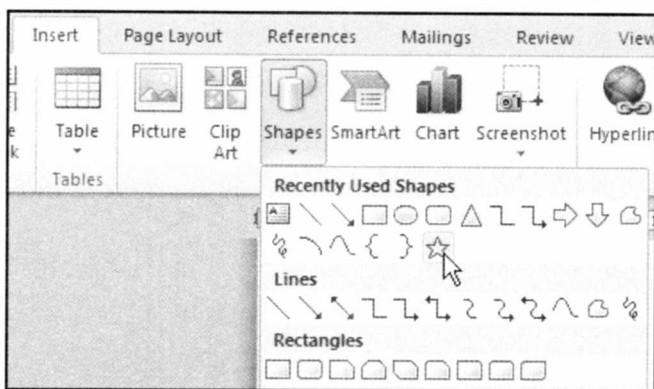 Insert Page Layout References Mailings Review View
Table Picture Clip Art Shapes SmartArt Chart Screenshot
Tables
Recently Used Shapes
Lines
Rectangles